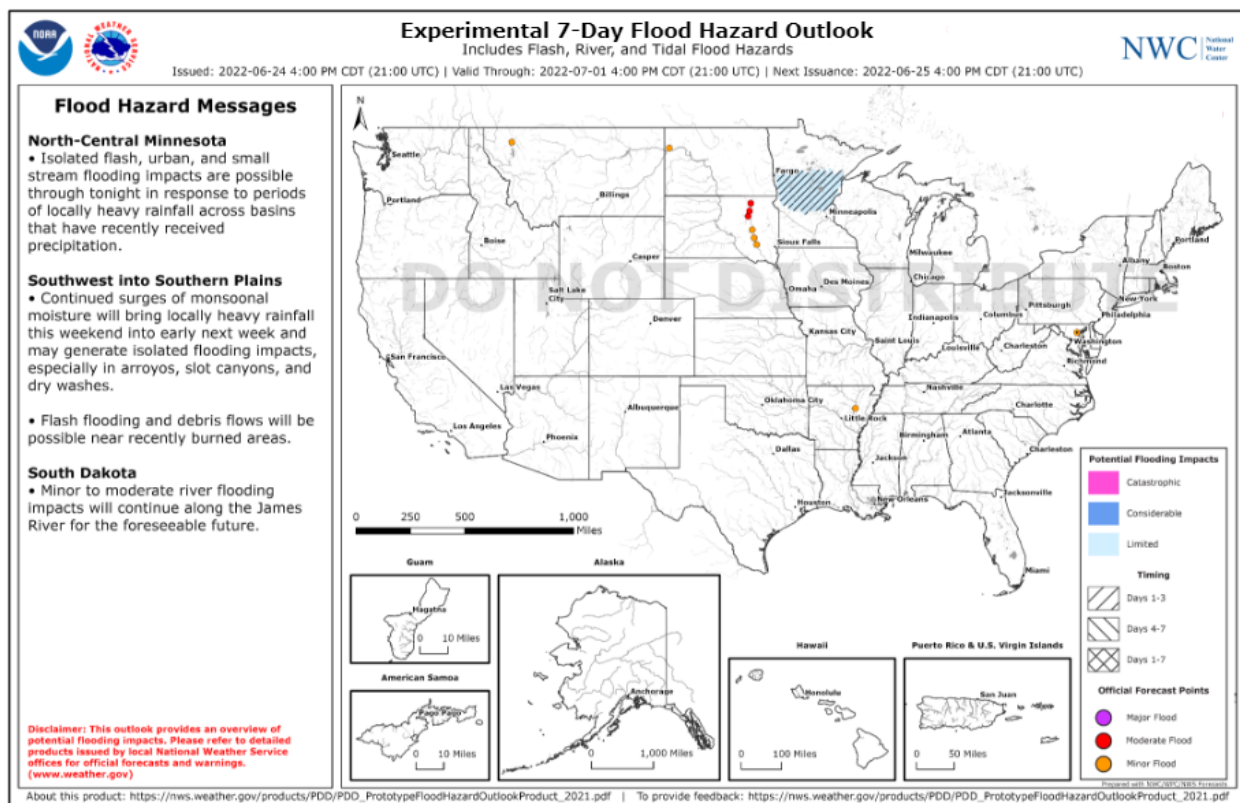 Experimental 7-Day Flood Hazard Outlook
Includes Flash, River, and Tidal Flood Hazards
Issued: 2022-06-24 4:00 PM CDT (21:00 UTC) | Valid Through: 2022-07-01 4:00 PM CDT (21:00 UTC) | Next Issuance: 2022-06-25 4:00 PM CDT (21:00 UTC)
NOAA
NATIONAL WEATHER SERVICE
NWC
National
Water
Center
Flood Hazard Messages
North-Central Minnesota
• Isolated flash, urban, and small
stream flooding impacts are possible
through tonight in response to periods
of locally heavy rainfall across basins
that have recently received
precipitation.
Southwest into Southern Plains
• Continued surges of monsoonal
moisture will bring locally heavy rainfall
this weekend into early next week and
may generate isolated flooding impacts,
especially in arroyos, slot canyons, and
dry washes.
• Flash flooding and debris flows will be
possible near recently burned areas.
South Dakota
• Minor to moderate river flooding
impacts will continue along the James
River for the foreseeable future.
Disclaimer: This outlook provides an overview of
potential flooding impacts. Please refer to detailed
products issued by local National Weather Service
offices for official forecasts and warnings.
(www.weather.gov)
N
Seattle
Portland
Boise
Billings
Fargo
Minneapolis
Sioux Falls
Casper
Salt Lake
City
Denver
Omaha
Des Moines
Milwaukee
Chicago
Albany
Portland
Boston
New York
Philadelphia
Pittsburgh
Columbus
Indianapolis
Washington
Richmond
Charleston
Louisville
Saint Louis
Kansas City
San Francisco
Las Vegas
Los Angeles
Phoenix
Albuquerque
Oklahoma City
Little Rock
Nashville
Charlotte
Atlanta
Birmingham
Charleston
Dallas
Jackson
Houston
New Orleans
Jacksonville
Miami
DO NOT DISTRIBUTE
0 250 500 1,000
Miles
Guam
Hagatna
0 10 Miles
American Samoa
Pago Pago
0 10 Miles
Alaska
Anchorage
0 1,000 Miles
Hawaii
Honolulu
0 100 Miles
Puerto Rico & U.S. Virgin Islands
San Juan
0 50 Miles
Potential Flooding Impacts
Catastrophic
Considerable
Limited
Timing
Days 1-3
Days 4-7
Days 1-7
Official Forecast Points
Major Flood
Moderate Flood
Minor Flood
Prepared with NWC/WPC/NWS Forecasts
About this product: https://nws.weather.gov/products/PDD/PDD_PrototypeFloodHazardOutlookProduct_2021.pdf | To provide feedback: https://nws.weather.gov/products/PDD/PDD_PrototypeFloodHazardOutlookProduct_2021.pdf